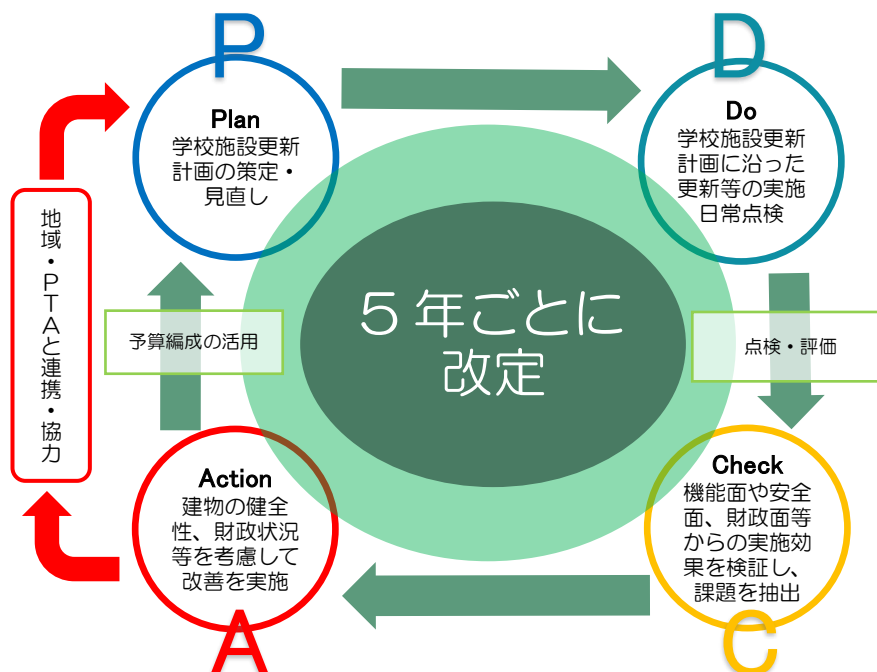 P
Plan
学校施設更新
計画の策定・
見直し
D
Do
学校施設更新
計画に沿った
更新等の実施
日常点検
地域・PTAと連携・協力
予算編成の活用
5年ごとに
改定
点検・評価
Action
建物の健全
性、財政状況
等を考慮して
改善を実施
A
Check
機能面や安全
面、財政面等
からの実施効
果を検証し、
課題を抽出
C